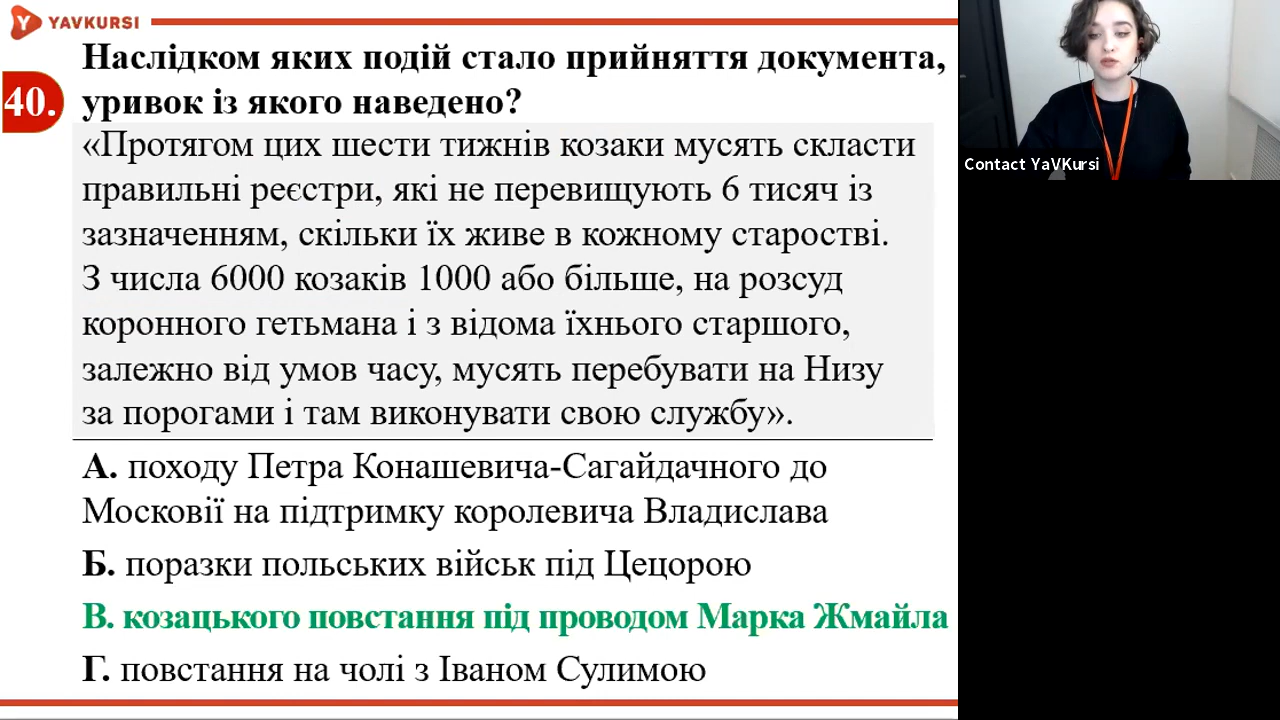 YAVKURSI
Наслідком яких подій стало прийняття документа,
40. уривок із якого наведено?
«Протягом цих шести тижнів козаки мусять скласти
правильні реєстри, які не перевищують 6 тисяч із
зазначенням, скільки їх живе в кожному старостві.
З числа 6000 козаків 1000 або більше, на розсуд
коронного гетьмана і з відома їхнього старшого,
залежно від умов часу, мусять перебувати на Низу
за порогами і там виконувати свою службу».
А. походу Петра Конашевича-Сагайдачного до
Московії на підтримку королевича Владислава
Б. поразки польських військ під Цецорою
В. козацького повстання під проводом Марка Жмайла
Г. повстання на чолі з Іваном Сулимою
Contact YaVKursi